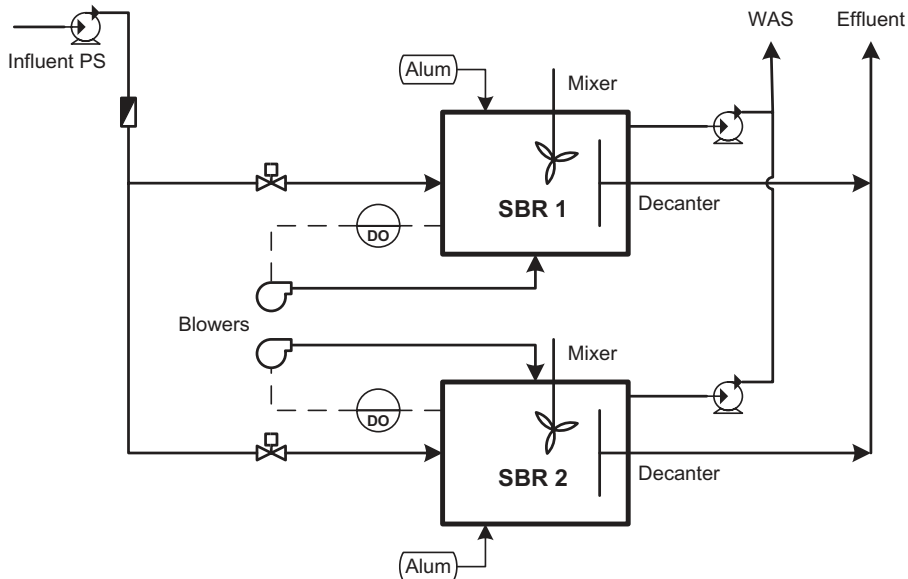 WAS
Effluent
Influent PS
Alum
Mixer
SBR 1
Decanter
DO
Blowers
Mixer
DO
SBR 2
Decanter
Alum